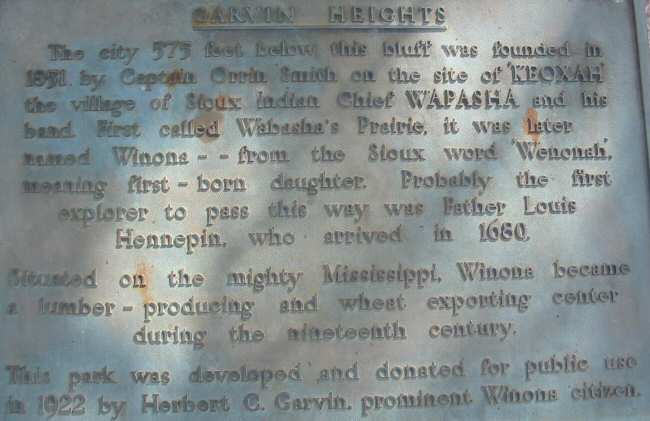 GARVIN HEIGHTS
The city 575 feet below this bluff was founded in
1851 by Captain Orrin Smith on the site of 'KEOXAH'
the village of Sioux Indian Chief WAPASHA and his
band. First called Wabasha's Prairie, it was later
named Winona - - from the Sioux word 'Wenonah',
meaning first - born daughter. Probably the first
explorer to pass this way was Father Louis
Hennepin, who arrived in 1680.
Situated on the mighty Mississippi, Winona became
a lumber - producing and wheat exporting center
during the nineteenth century.
This park was developed and donated for public use
in 1922 by Herbert C. Garvin, prominent Winona citizen.